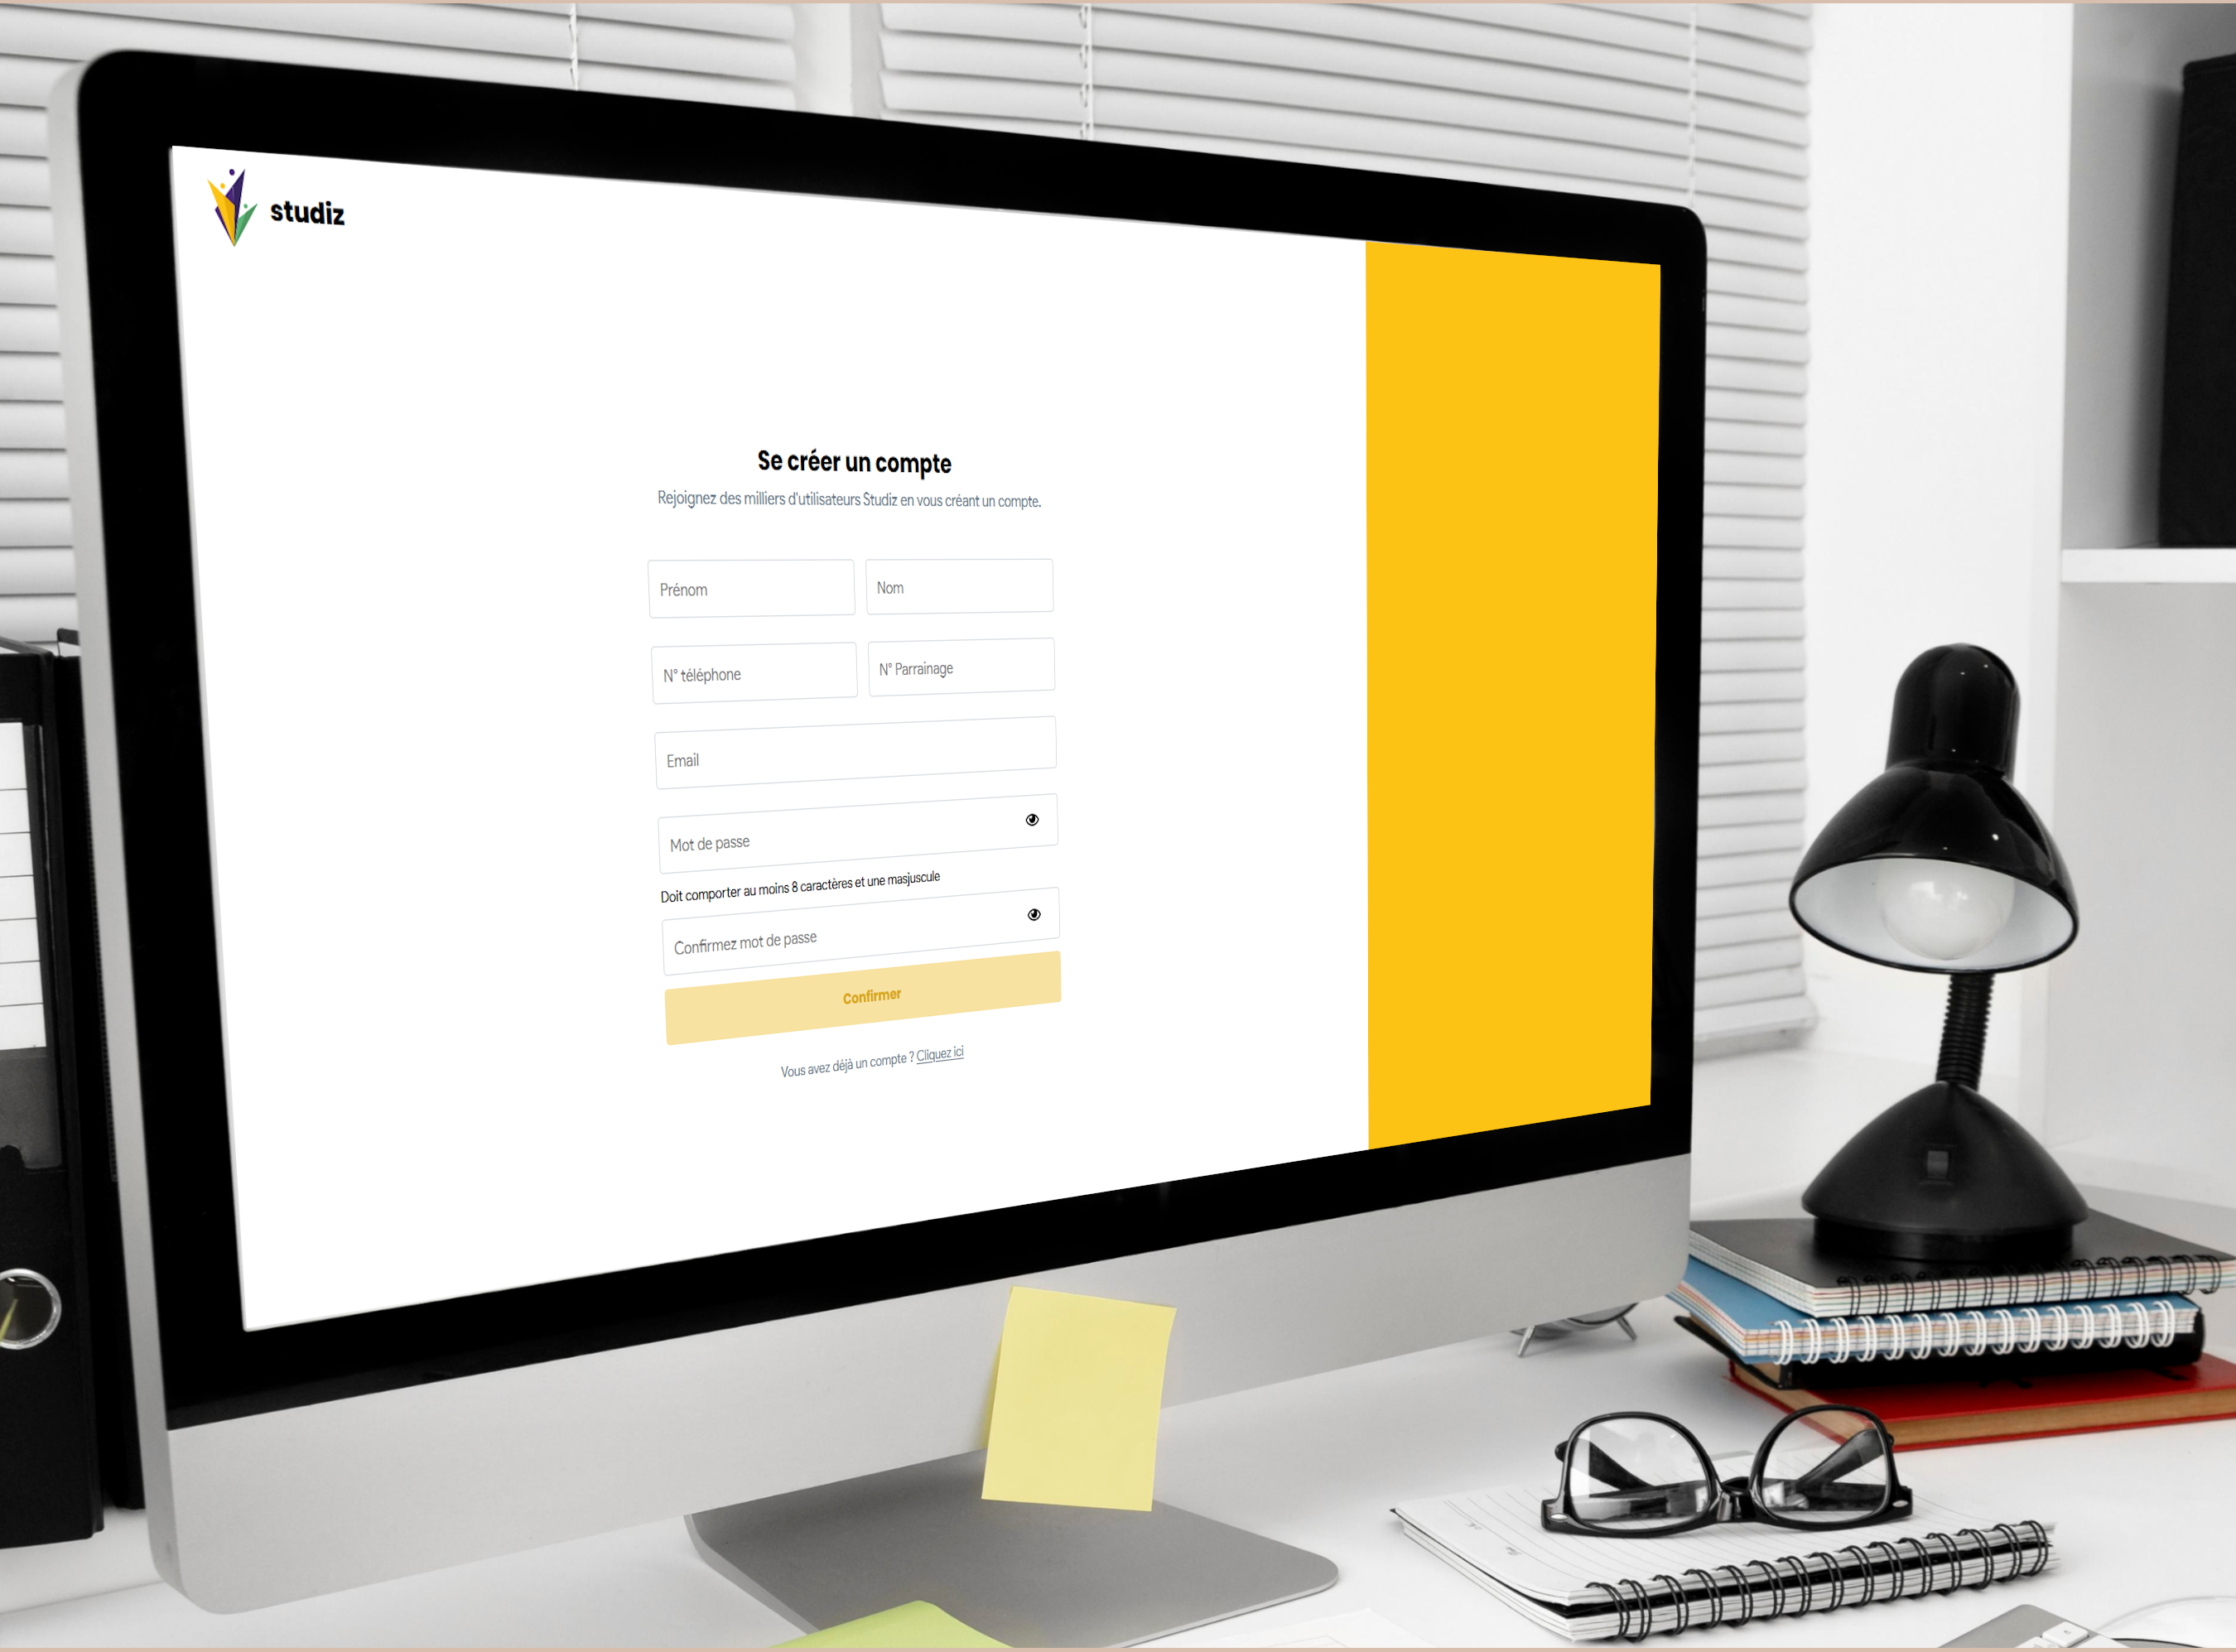 studiz
Se créer un compte
Rejoignez des milliers d'utilisateurs Studiz en vous créant un compte.
Prénom
Nom
N° téléphone
N° Parrainage
Email
Mot de passe
Doit comporter au moins 8 caractères et une masjuscule
Confirmez mot de passe
Confirmer
Vous avez déjà un compte ? Cliquez ici